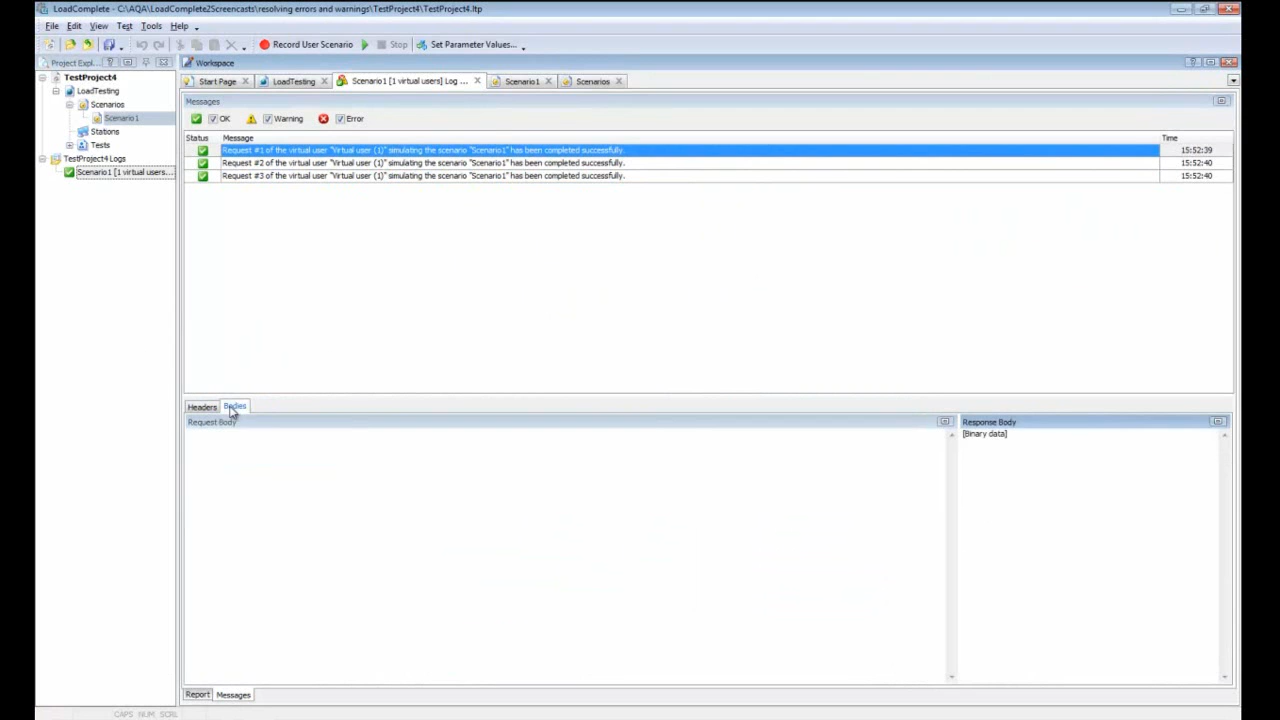 LoadComplete - C:\AQA\LoadComplete2Screencasts\resolving errors and warnings\TestProject4\TestProject4.ltp
File Edit View Test Tools Help
Record User Scenario Stop Set Parameter Values...
Project Expl...
Workspace
TestProject4
LoadTesting
Scenarios
Scenario1
Stations
Tests
TestProject4 Logs
Scenario1 [1 virtual users...
Start Page LoadTesting Scenario1 [1 virtual users] Log ... Scenario1 Scenarios
Messages
OK Warning Error
Status Message Time
Request #1 of the virtual user "Virtual user (1)" simulating the scenario "Scenario1" has been completed successfully. 15:52:39
Request #2 of the virtual user "Virtual user (1)" simulating the scenario "Scenario1" has been completed successfully. 15:52:40
Request #3 of the virtual user "Virtual user (1)" simulating the scenario "Scenario1" has been completed successfully. 15:52:40
Headers Bodies
Request Body Response Body
[Binary data]
Report Messages
CAPS NUM SCRL